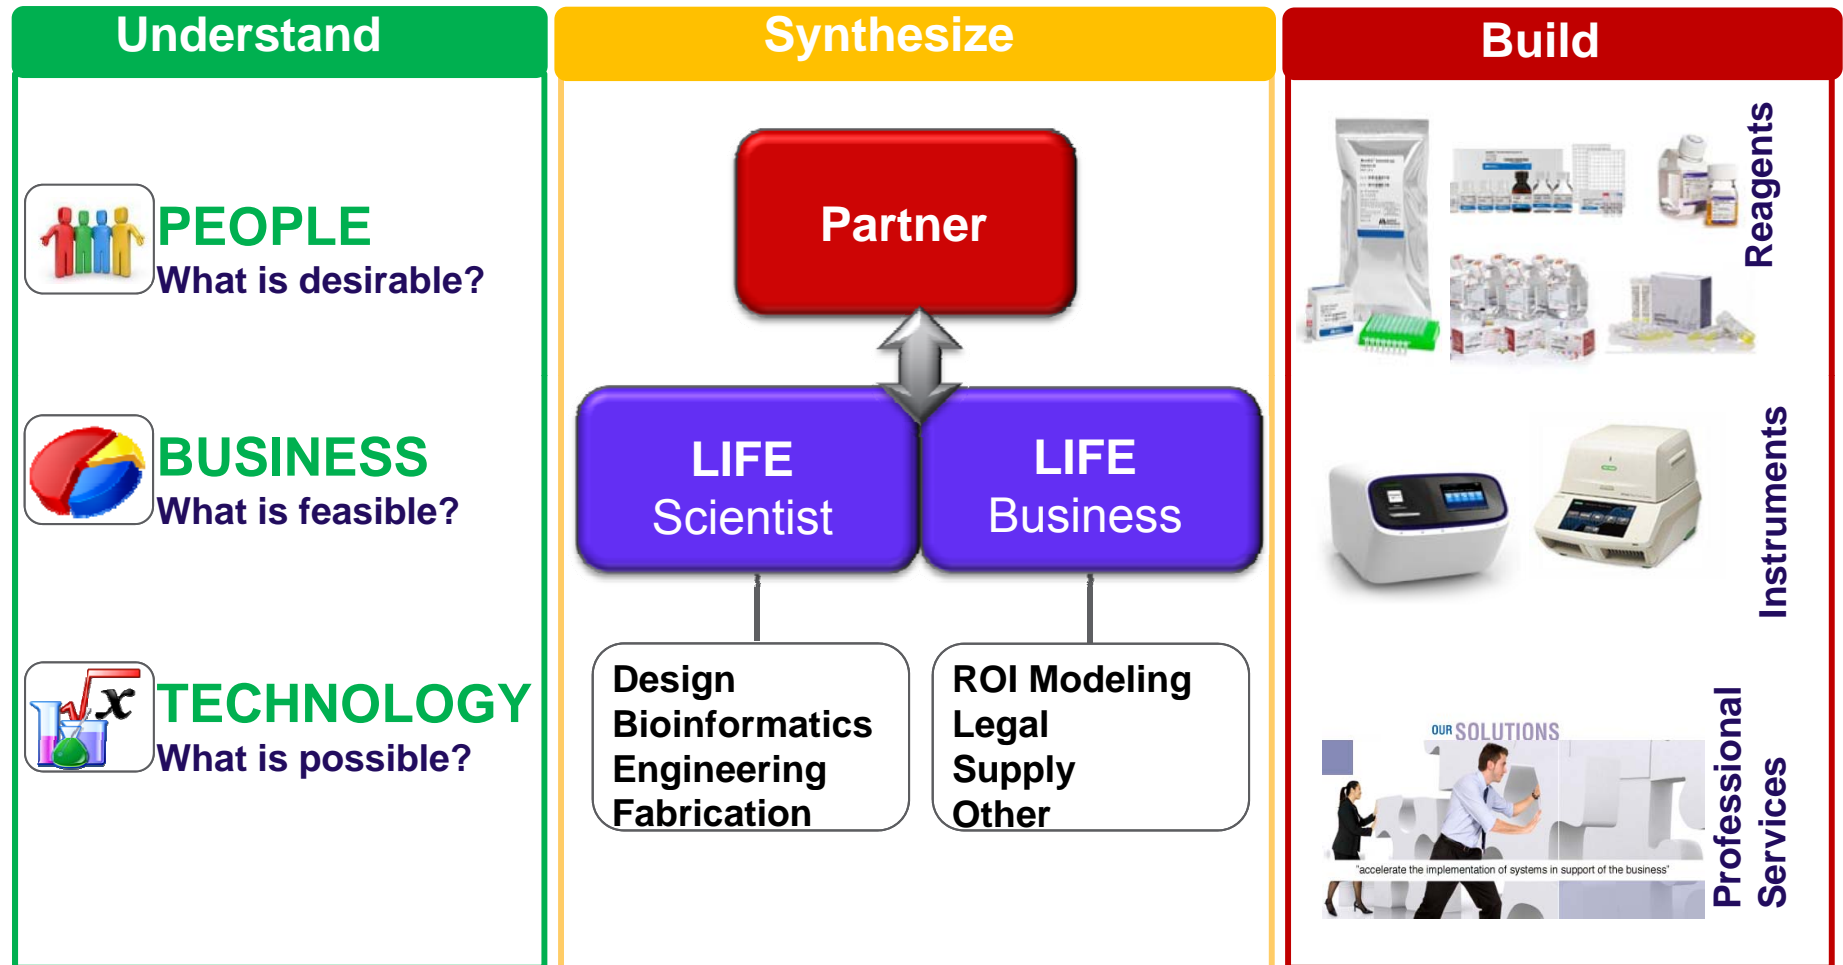 Understand
PEOPLE
What is desirable?
BUSINESS
What is feasible?
x
TECHNOLOGY
What is possible?
Synthesize
Partner
LIFE
Scientist
LIFE
Business
Design
Bioinformatics
Engineering
Fabrication
ROI Modeling
Legal
Supply
Other
Build
Reagents
Instruments
Professional
Services
OUR SOLUTIONS
"accelerate the implementation of systems in support of the business"